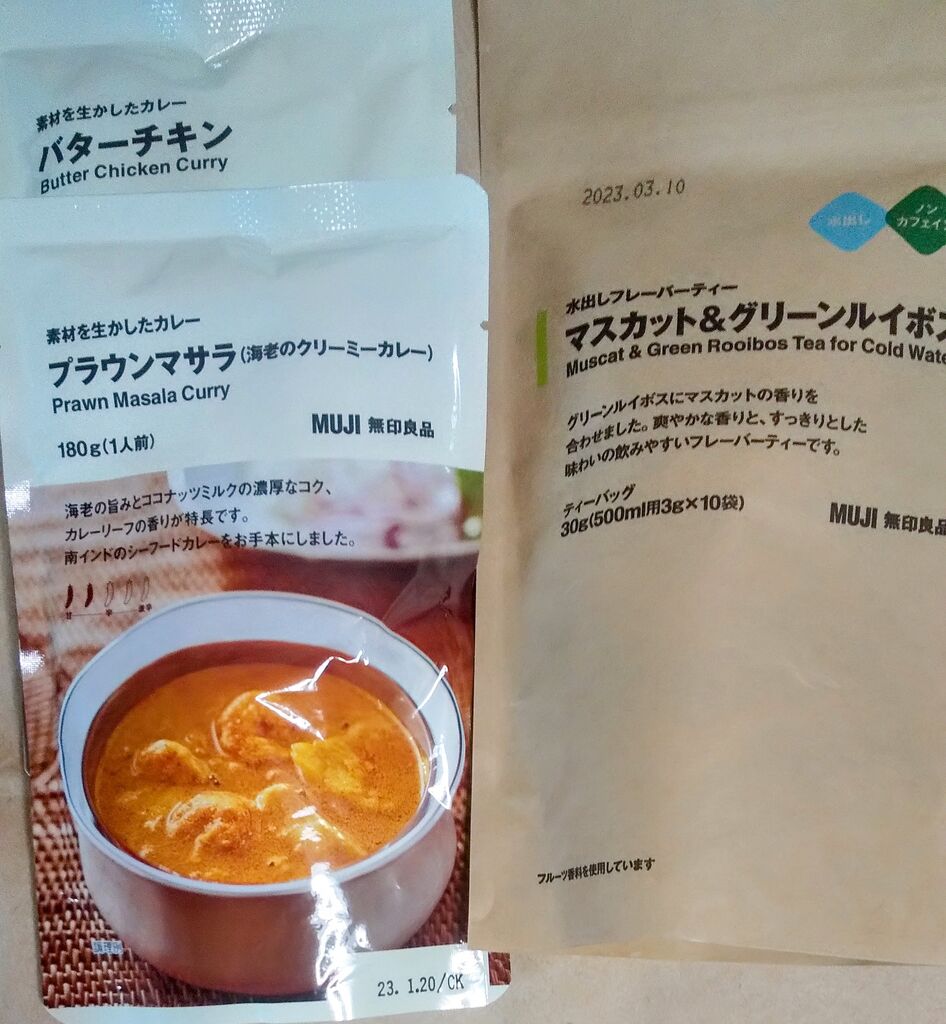 素材を生かしたカレー
バターチキン
Butter Chicken Curry
素材を生かしたカレー
プラウンマサラ(海老のクリーミーカレー)
Prawn Masala Curry
180g(1人前)
MUJI 無印良品
海老の旨みとココナッツミルクの濃厚なコク、
カレーリーフの香りが特長です。
南インドのシーフードカレーをお手本にしました。
甘 辛 激辛
調理例
23. 1.20/CK
2023.03.10
水出し
ノン
カフェイ
水出しフレーバーティー
マスカット&グリーンルイボ
Muscat & Green Rooibos Tea for Cold Wate
グリーンルイボスにマスカットの香りを
合わせました。爽やかな香りと、すっきりとした
味わいの飲みやすいフレーバーティーです。
ティーバッグ
30g(500ml用3g×10袋)
MUJI 無印良品
フルーツ香料を使用しています